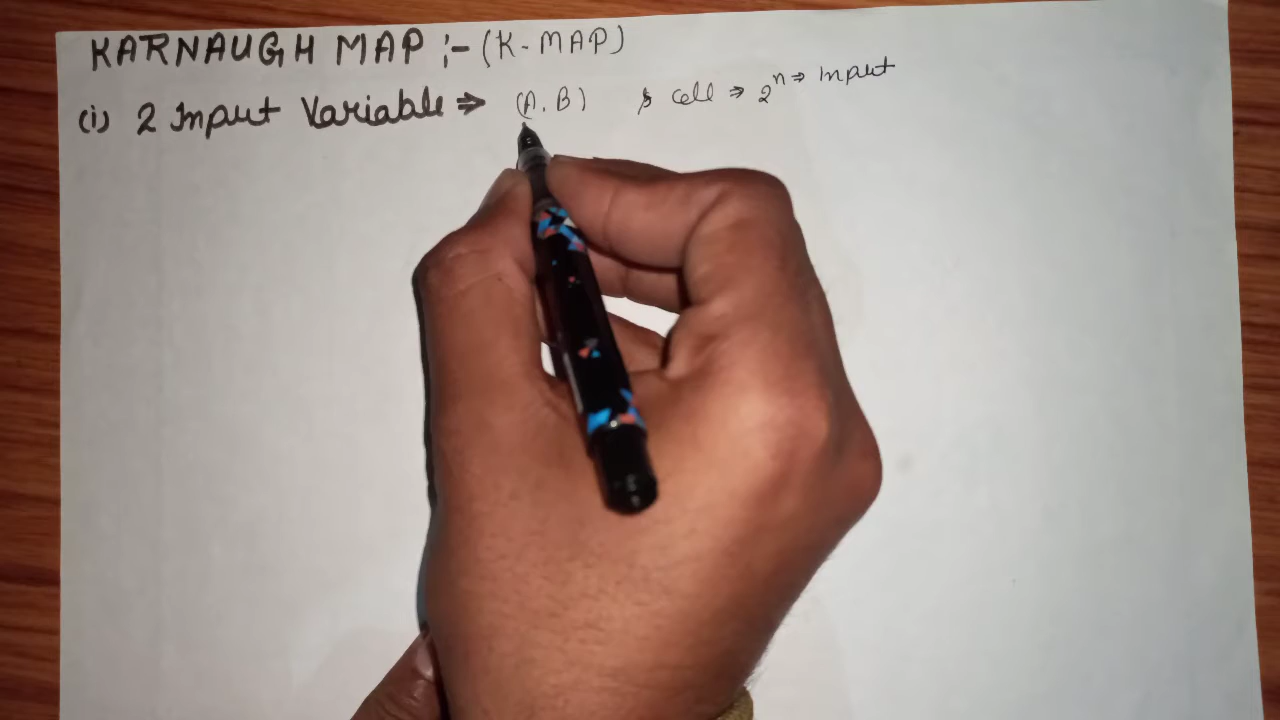 KARNAUGH MAP :- (K-MAP)
(i) 2 Input Variable ⇒ (A, B) cell ⇒ 2ⁿ ⇒ Input